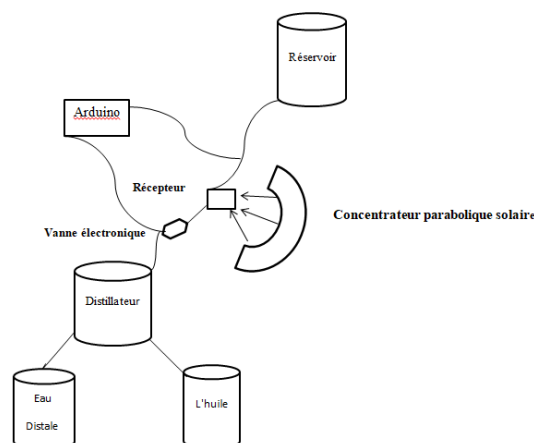 Réservoir
Arduino
Récepteur
Concentrateur parabolique solaire
Vanne électronique
Distillateur
Eau
Distale
L'huile